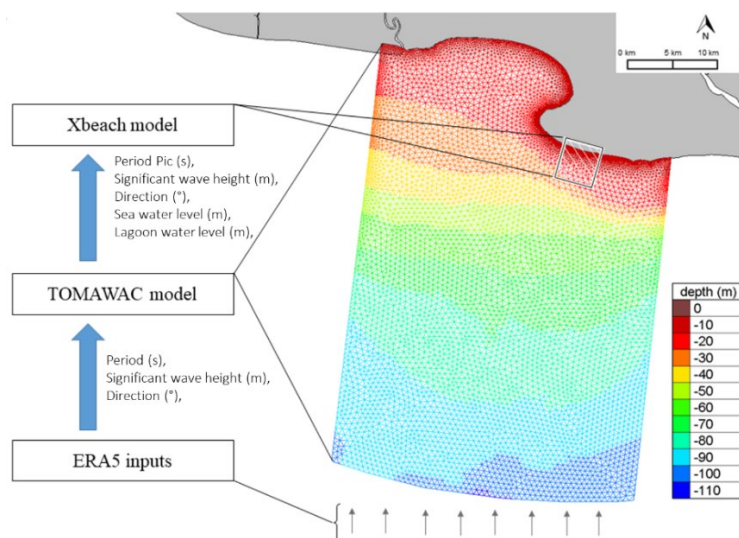 N
0 km 5 km 10 km
Xbeach model
Period Pic (s),
Significant wave height (m),
Direction (°),
Sea water level (m),
Lagoon water level (m),
TOMAWAC model
Period (s),
Significant wave height (m),
Direction (°),
ERA5 inputs
depth (m)
0
-10
-20
-30
-40
-50
-60
-70
-80
-90
-100
-110